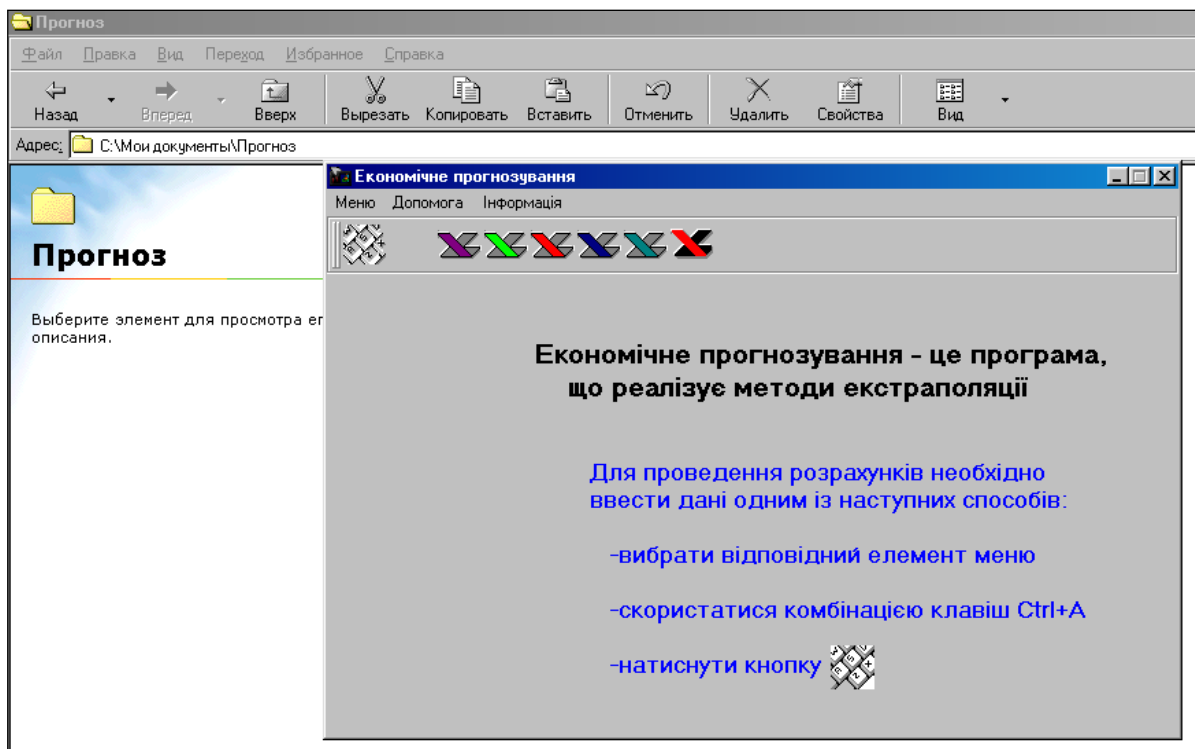 Прогноз
Файл Правка Вид Переход Избранное Справка
Назад Вперед Вверх Вырезать Копировать Вставить Отменить Удалить Свойства Вид
Адрес: C:\Мои документы\Прогноз
Економічне прогнозування
Меню Допомога Інформація
Прогноз
Выберите элемент для просмотра ег
описания.
Економічне прогнозування - це програма,
що реалізує методи екстраполяції
Для проведення розрахунків необхідно
ввести дані одним із наступних способів:
-вибрати відповідний елемент меню
-скористатися комбінацією клавіш Ctrl+A
-натиснути кнопку